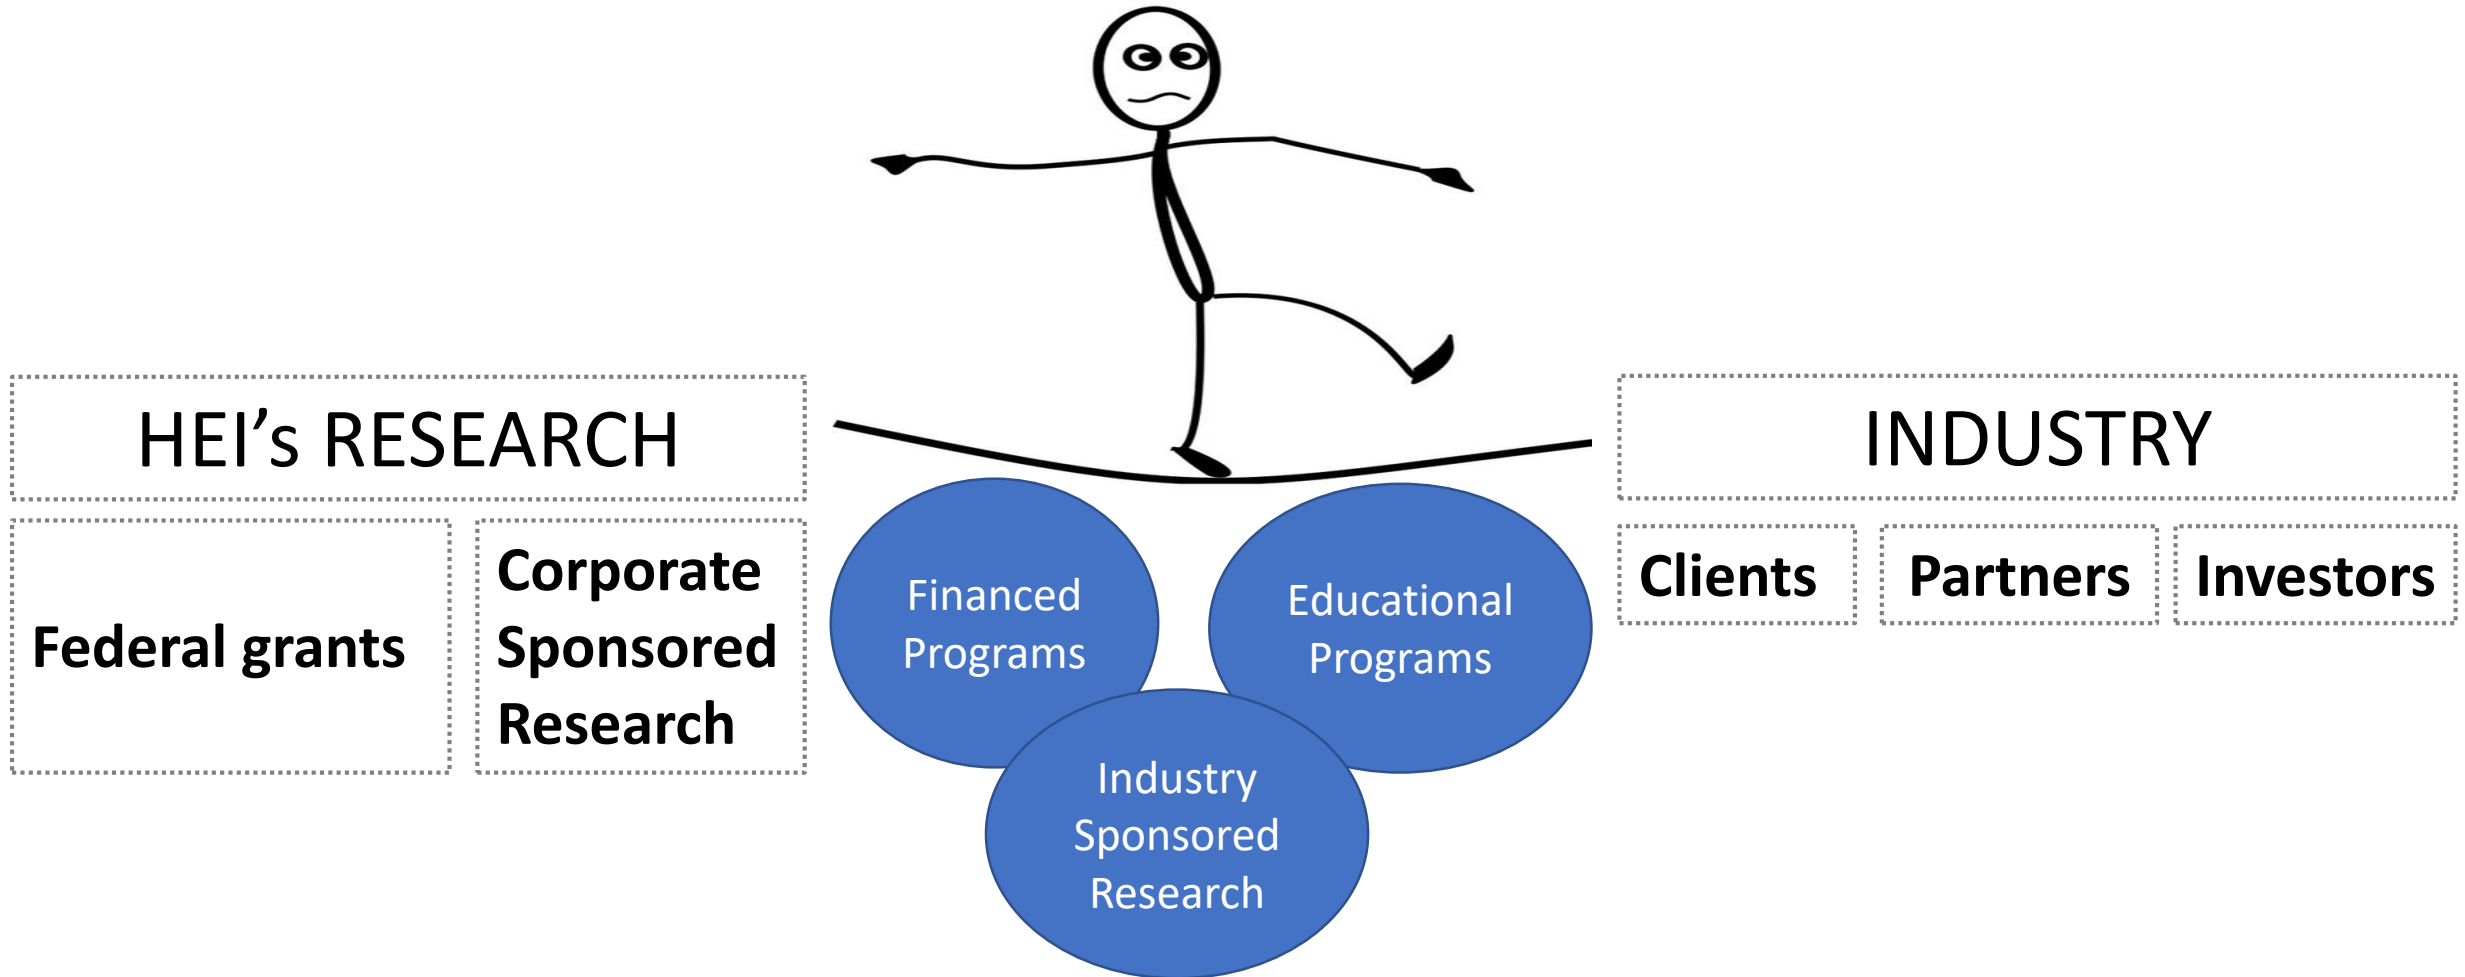 HEI’s RESEARCH
Federal grants
Corporate
Sponsored
Research
Financed
Programs
Educational
Programs
Industry
Sponsored
Research
INDUSTRY
Clients
Partners
Investors